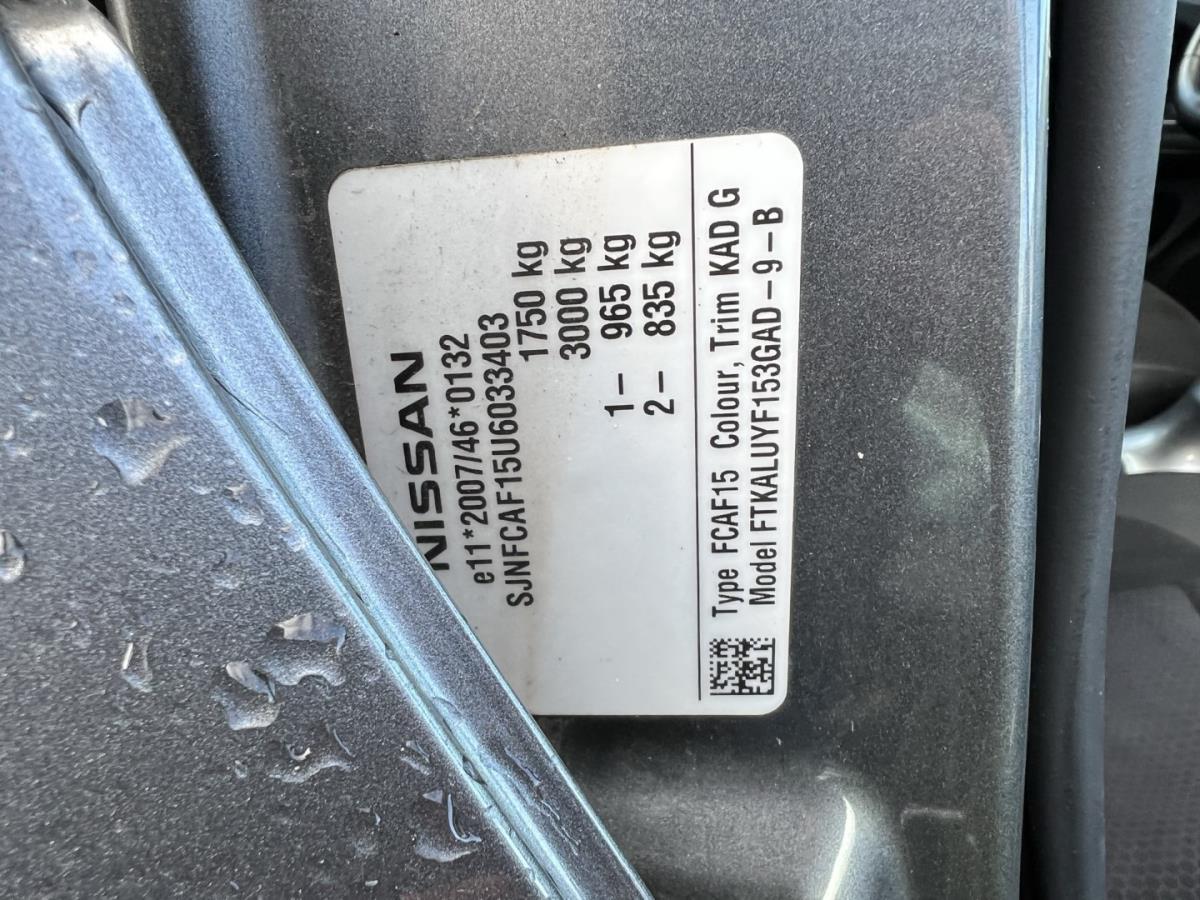 NISSAN
e11*2007/46*0132
SJNFCAF15U6033403
1750 kg
3000 kg
1– 965 kg
2– 835 kg
Type FCAF15 Colour, Trim KAD G
Model FTKALUYF153GAD–9–B